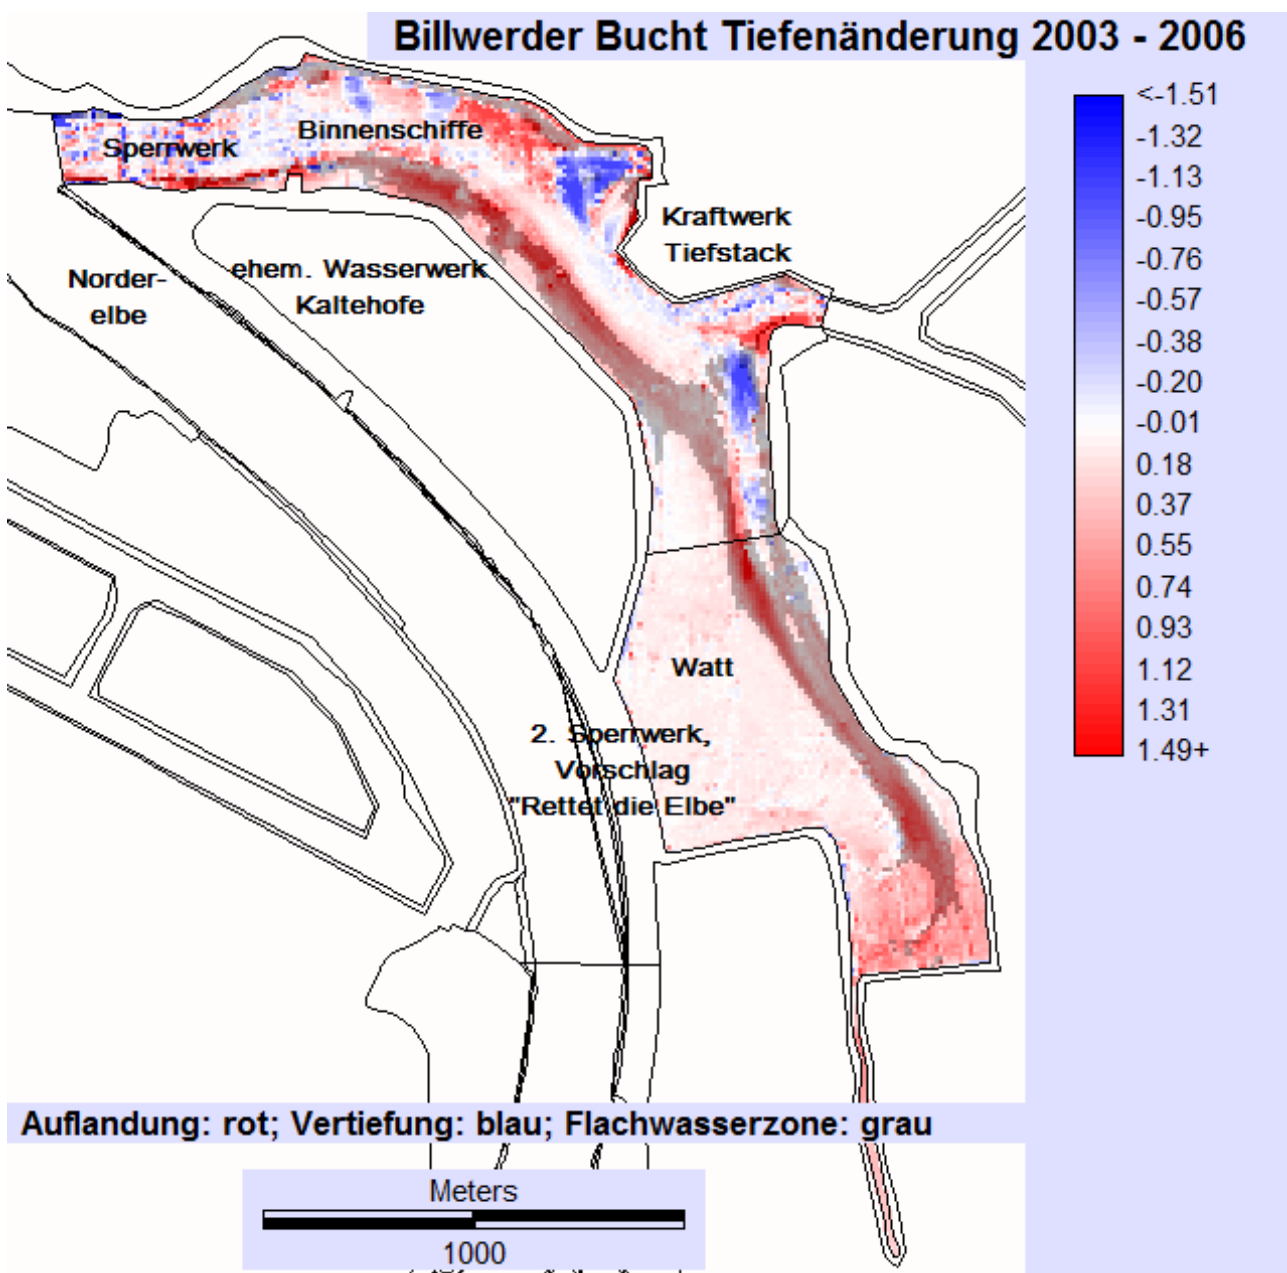 Billwerder Bucht Tiefenänderung 2003 - 2006
<-1.51
-1.32
-1.13
-0.95
-0.76
-0.57
-0.38
-0.20
-0.01
0.18
0.37
0.55
0.74
0.93
1.12
1.31
1.49+
Binnenschiffe
Sperrwerk
Kraftwerk
Tiefstack
Norder-
elbe
ehem. Wasserwerk
Kaltehofe
Watt
2. Sperrwerk,
Vorschlag
"Rettet die Elbe"
Auflandung: rot; Vertiefung: blau; Flachwasserzone: grau
Meters
1000